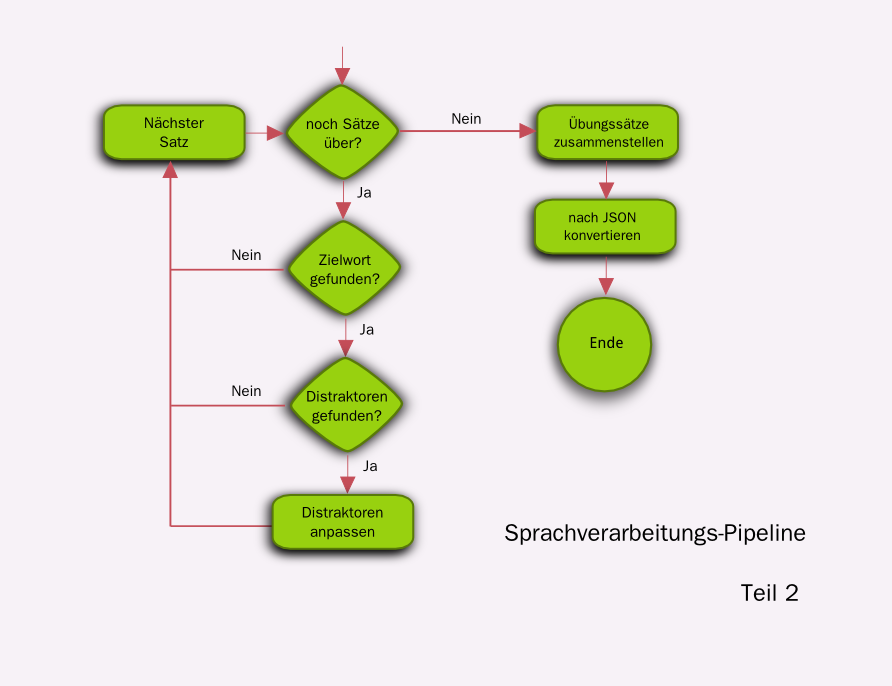 Nächster
Satz
noch Sätze
über?
Nein
Übungssätze
zusammenstellen
Ja
nach JSON
konvertieren
Nein
Zielwort
gefunden?
Ja
Ende
Nein
Distraktoren
gefunden?
Ja
Distraktoren
anpassen
Sprachverarbeitungs-Pipeline
Teil 2